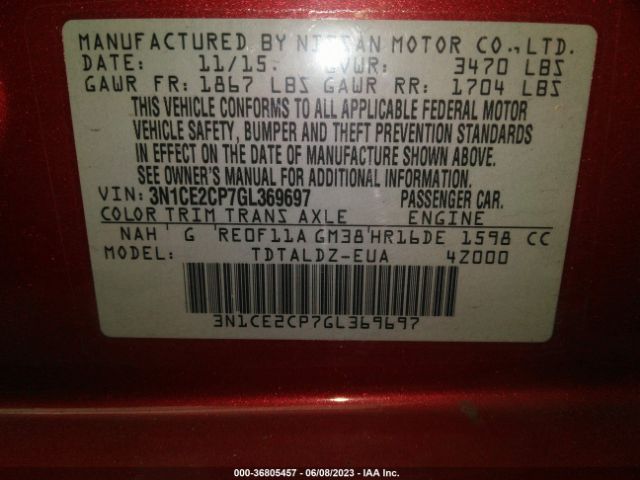 MANUFACTURED BY NISSAN MOTOR CO., LTD.
DATE: 11/15 GVWR: 3470 LBS
GAWR FR: 1867 LBS GAWR RR: 1704 LBS
THIS VEHICLE CONFORMS TO ALL APPLICABLE FEDERAL MOTOR
VEHICLE SAFETY, BUMPER AND THEFT PREVENTION STANDARDS
IN EFFECT ON THE DATE OF MANUFACTURE SHOWN ABOVE.
SEE OWNER'S MANUAL FOR ADDITIONAL INFORMATION.
VIN: 3N1CE2CP7GL369697 PASSENGER CAR.
COLOR TRIM TRANS AXLE ENGINE
NAH G RE0F11A GM38 HR16DE 1598 CC
MODEL: TDTALDZ-EUA 4Z000
3N1CE2CP7GL369697
000-36805457 - 06/08/2023 - IAA Inc.